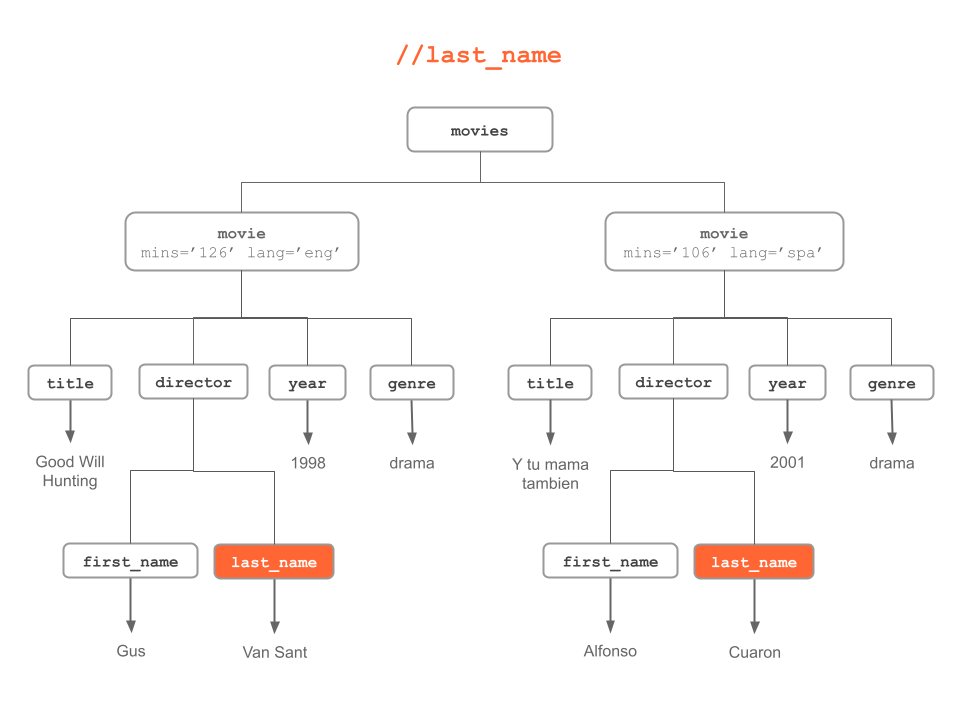 //last_name
movies
movie
mins=’126’ lang=’eng’
movie
mins=’106’ lang=’spa’
title
director
year
genre
title
director
year
genre
Good Will
Hunting
1998
drama
Y tu mama
tambien
2001
drama
first_name
last_name
first_name
last_name
Gus
Van Sant
Alfonso
Cuaron